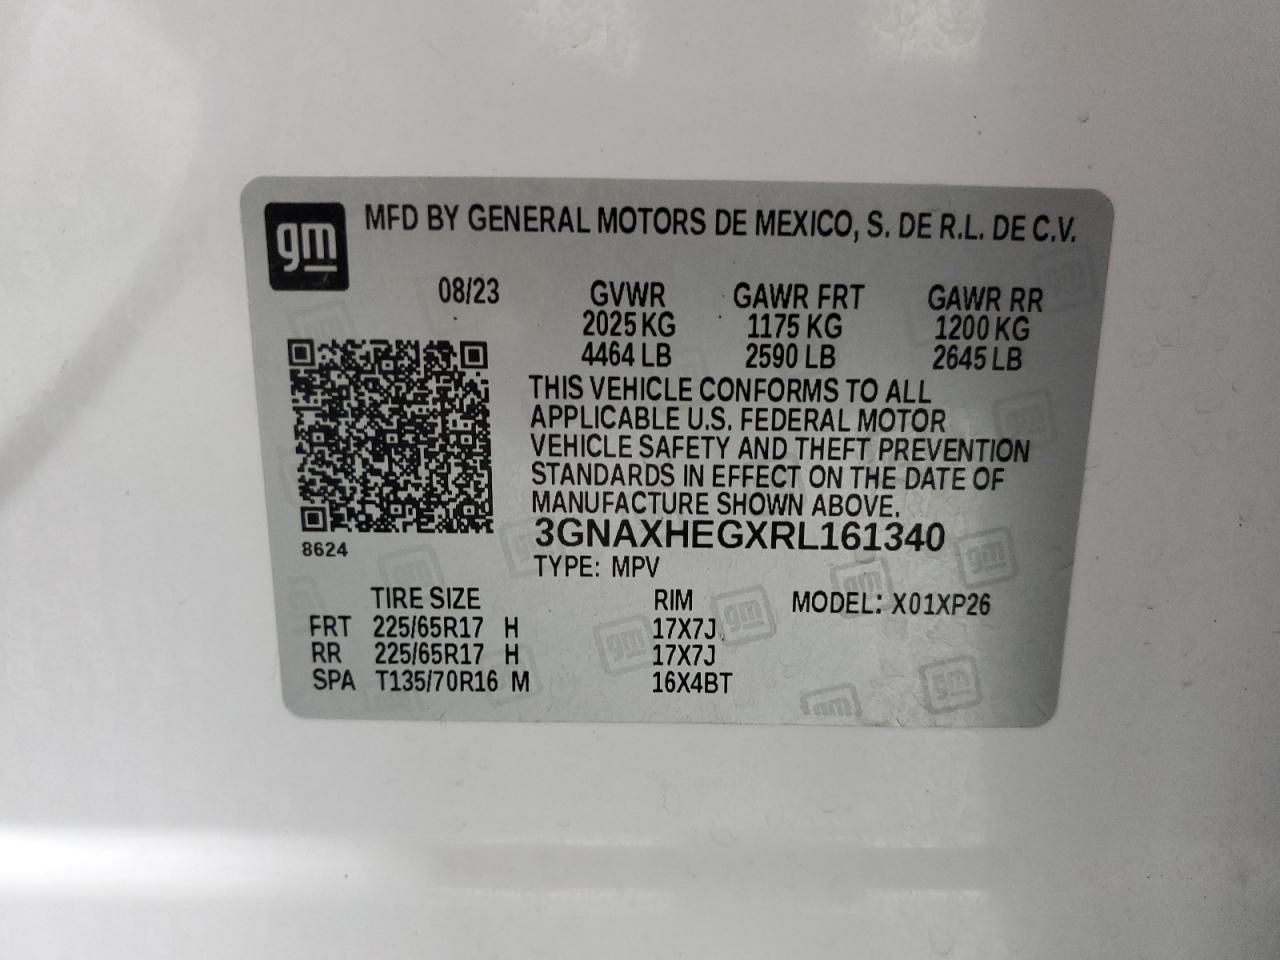 gm MFD BY GENERAL MOTORS DE MEXICO, S. DE R.L. DE C.V.
08/23 GVWR GAWR FRT GAWR RR
2025 KG 1175 KG 1200 KG
4464 LB 2590 LB 2645 LB
THIS VEHICLE CONFORMS TO ALL
APPLICABLE U.S. FEDERAL MOTOR
VEHICLE SAFETY AND THEFT PREVENTION
STANDARDS IN EFFECT ON THE DATE OF
MANUFACTURE SHOWN ABOVE.
3GNAXHEGXRL161340
8624
TYPE: MPV
TIRE SIZE RIM MODEL: X01XP26
FRT 225/65R17 H 17X7J
RR 225/65R17 H 17X7J
SPA T135/70R16 M 16X4BT